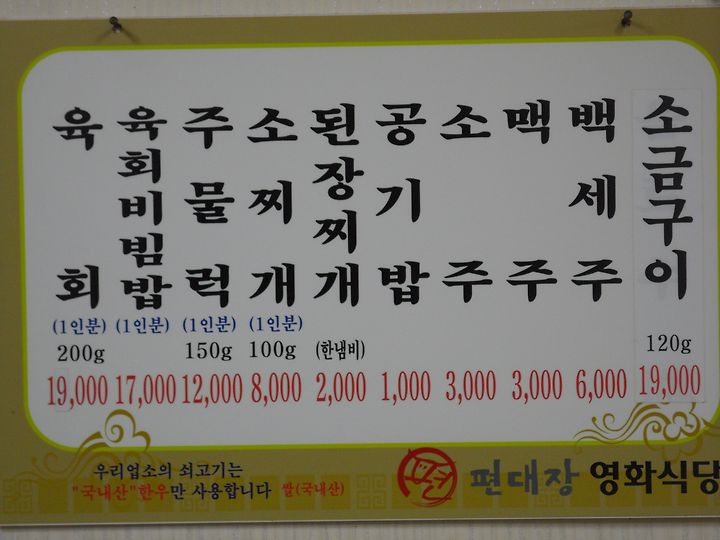 육회
(1인분)
200g
19,000
육회비빔밥
(1인분)
17,000
주물럭
(1인분)
150g
12,000
소찌개
(1인분)
100g
8,000
된장찌개
(한냄비)
2,000
공기밥
1,000
소주
3,000
맥주
3,000
백세주
6,000
소금구이
120g
19,000
우리업소의 쇠고기는
"국내산"한우만 사용합니다 쌀(국내산)
편대장 영화식당